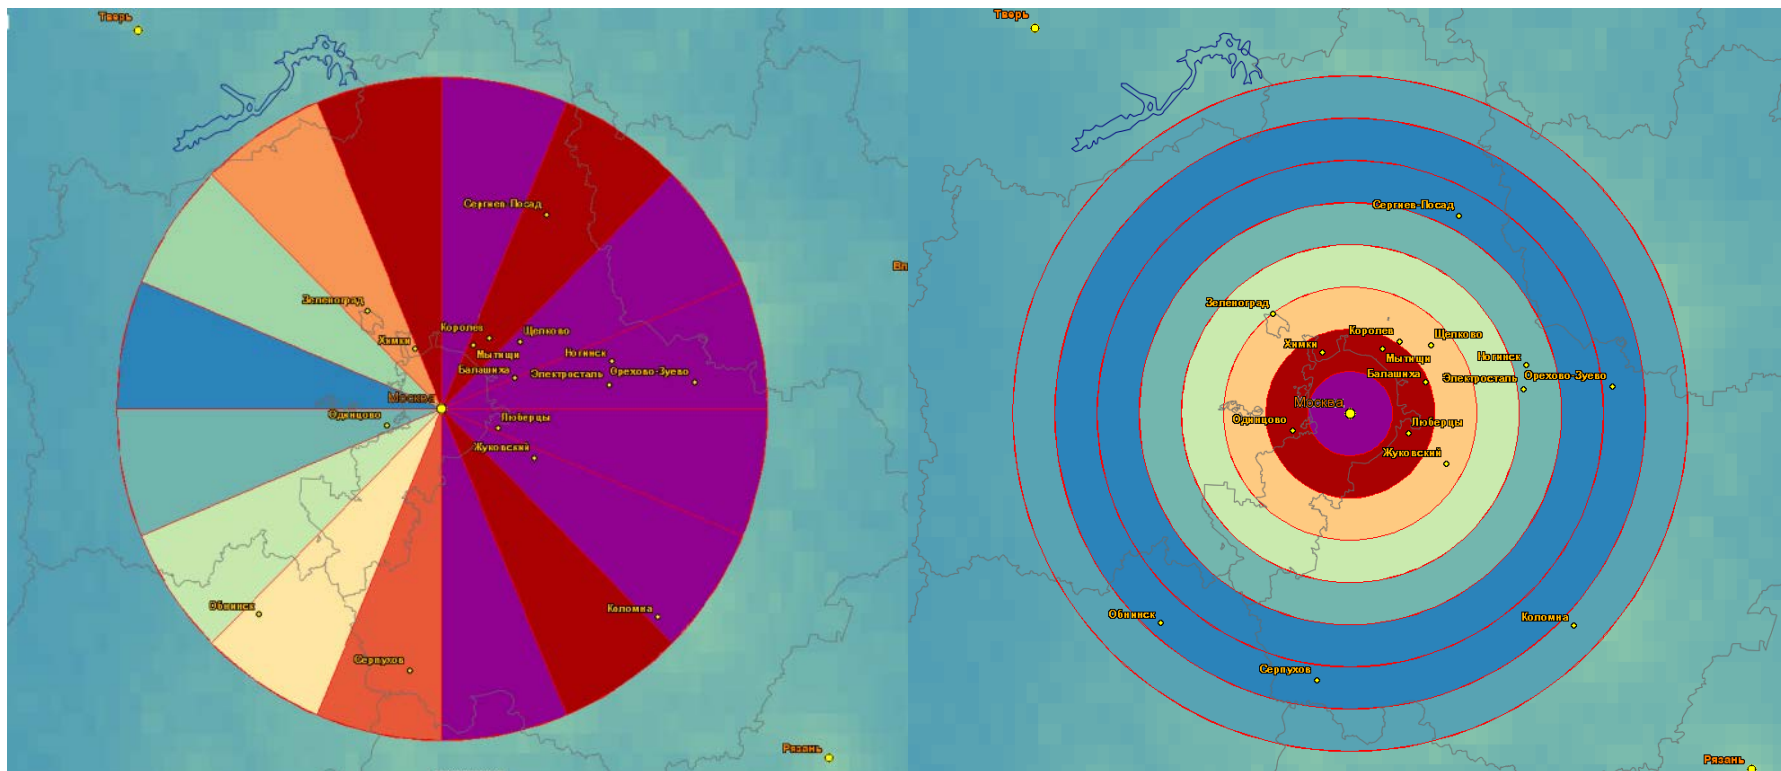 Тверь
Сергиев-Посад
Вл
Зеленоград
Химки
Королев
Щелково
Мытищи
Ногинск
Балашиха
Электросталь
Орехово-Зуево
Москва
Одинцово
Люберцы
Жуковский
Обнинск
Коломна
Серпухов
Рязань
Тверь
Сергиев-Посад
Зеленоград
Химки
Королев
Щелково
Мытищи
Ногинск
Балашиха
Электросталь
Орехово-Зуево
Москва
Одинцово
Люберцы
Жуковский
Обнинск
Коломна
Серпухов
Рязань